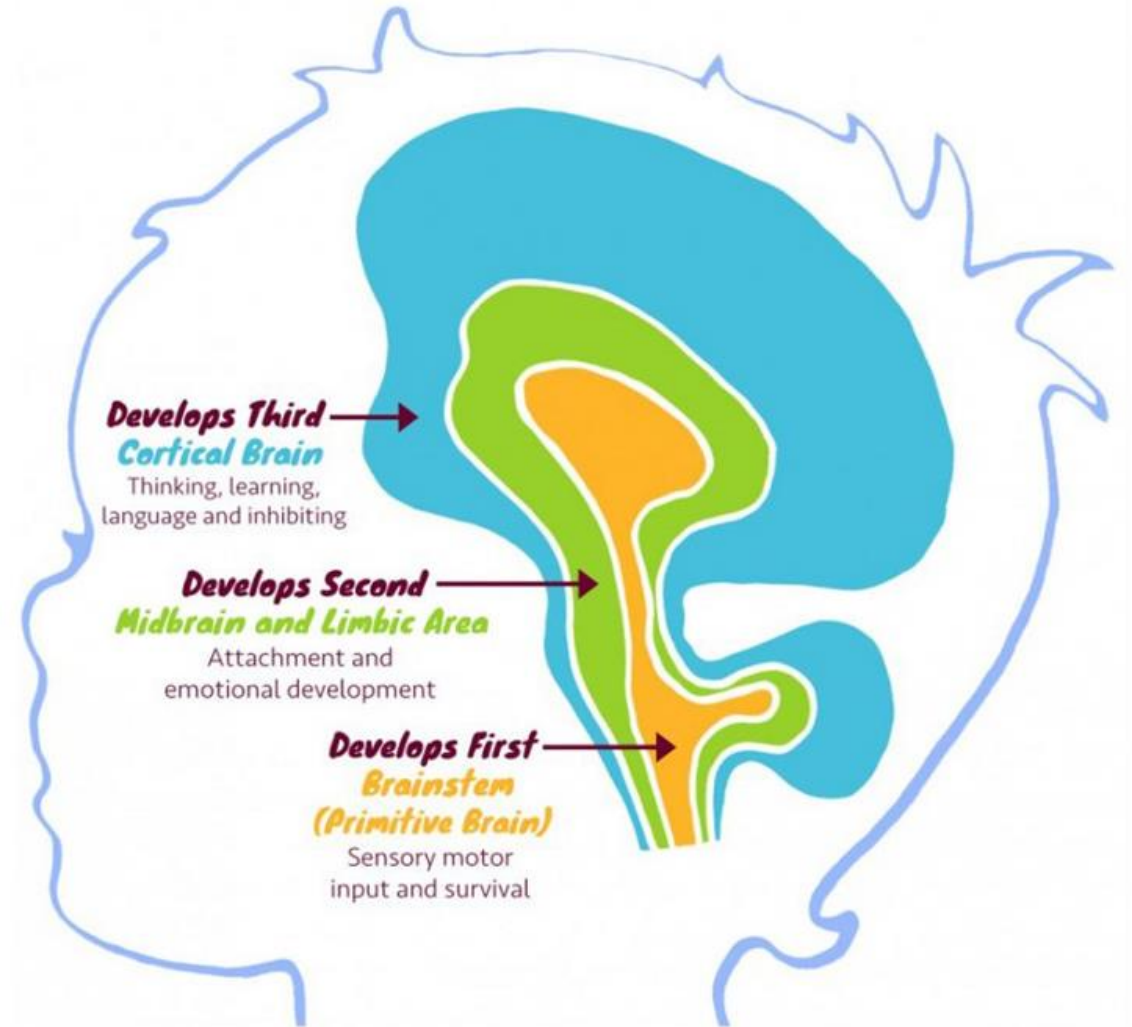 Develops Third
Cortical Brain
Thinking, learning,
language and inhibiting
Develops Second
Midbrain and Limbic Area
Attachment and
emotional development
Develops First
Brainstem
(Primitive Brain)
Sensory motor
input and survival